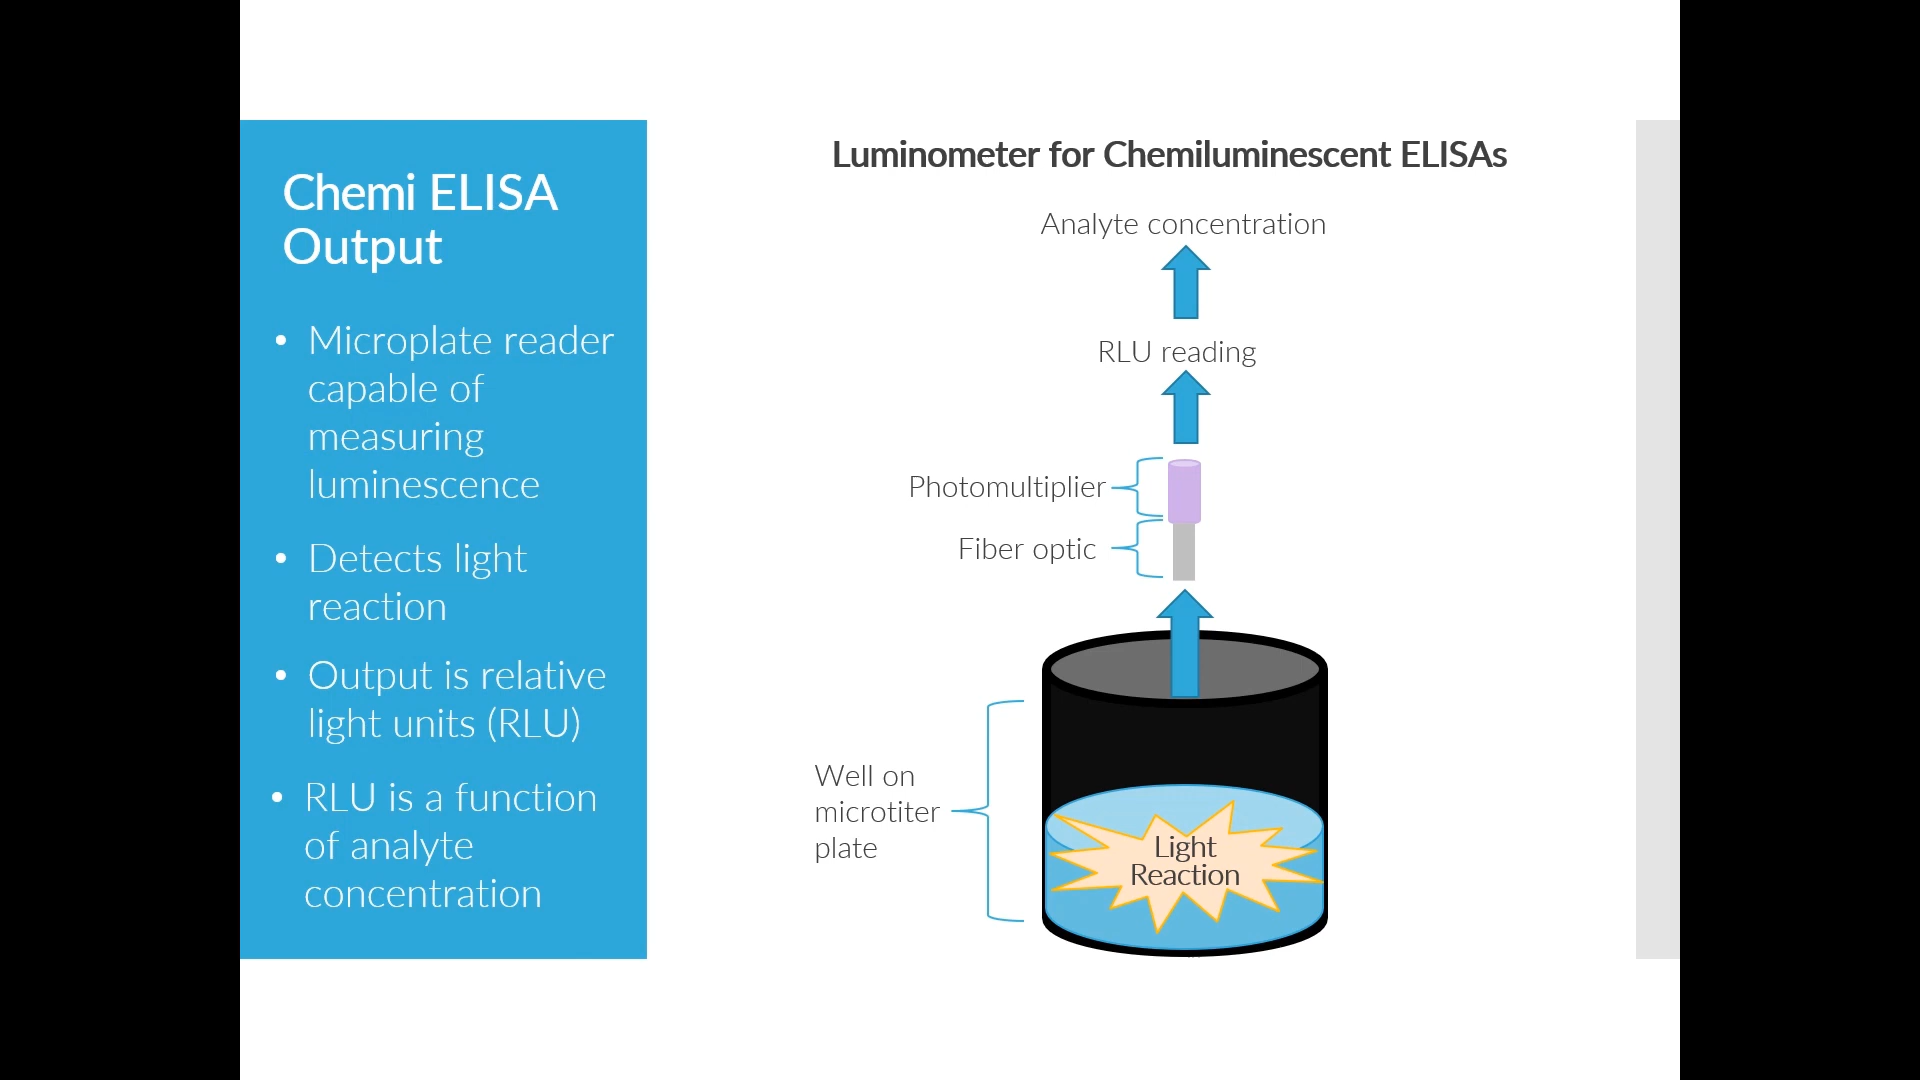 Chemi ELISA
Output
• Microplate reader
capable of
measuring
luminescence
• Detects light
reaction
• Output is relative
light units (RLU)
• RLU is a function
of analyte
concentration
Luminometer for Chemiluminescent ELISAs
Analyte concentration
RLU reading
Photomultiplier
Fiber optic
Well on
microtiter
plate
Light
Reaction